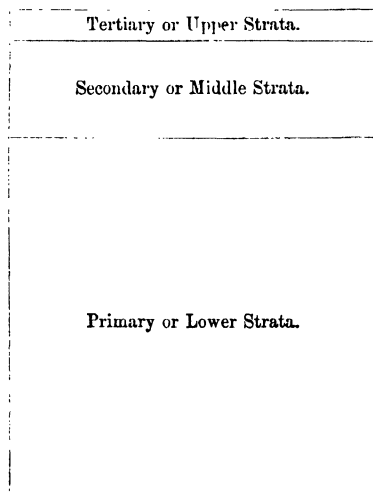 Tertiary or Upper Strata.
Secondary or Middle Strata.
Primary or Lower Strata.